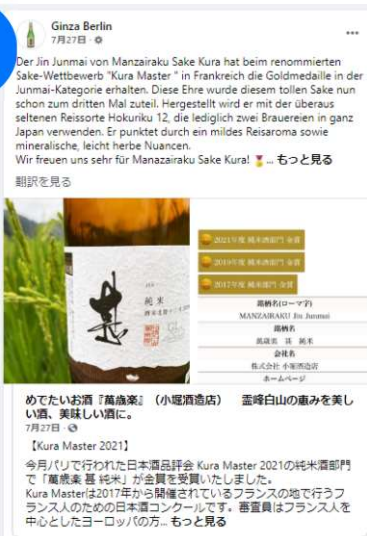 Ginza Berlin
7月27日・
Der Jin Junmai von Manzairaku Sake Kura hat beim renommierten
Sake-Wettbewerb "Kura Master " in Frankreich die Goldmedaille in der
Junmai-Kategorie erhalten. Diese Ehre wurde diesem tollen Sake nun
schon zum dritten Mal zuteil. Hergestellt wird er mit der überaus
seltenen Reissorte Hokuriku 12, die lediglich zwei Brauereien in ganz
Japan verwenden. Er punktet durch ein mildes Reisaroma sowie
mineralische, leicht herbe Nuancen.
Wir freuen uns sehr für Manazairaku Sake Kura! 🏅... もっと見る
翻訳を見る
甚
純米
2021年度 純米酒部門 金賞
2019年度 純米酒部門 金賞
2017年度 純米部門 金賞
銘柄名(ローマ字)
MANZAIRAKU Jin Junmai
銘柄名
萬歳楽 甚 純米
会社名
株式会社 小堀酒造店
ホームページ
めでたいお酒『萬歳楽』（小堀酒造店） 霊峰白山の恵みを美し
い酒、美味しい酒に。
7月27日・
【Kura Master 2021】
今月パリで行われた日本酒品評会 Kura Master 2021の純米酒部門
で「萬歳楽 甚 純米」が金賞を受賞いたしました。
Kura Masterは2017年から開催されているフランスの地で行うフ
ランス人のための日本酒コンクールです。審査員はフランス人を
中心としたヨーロッパの方... もっと見る